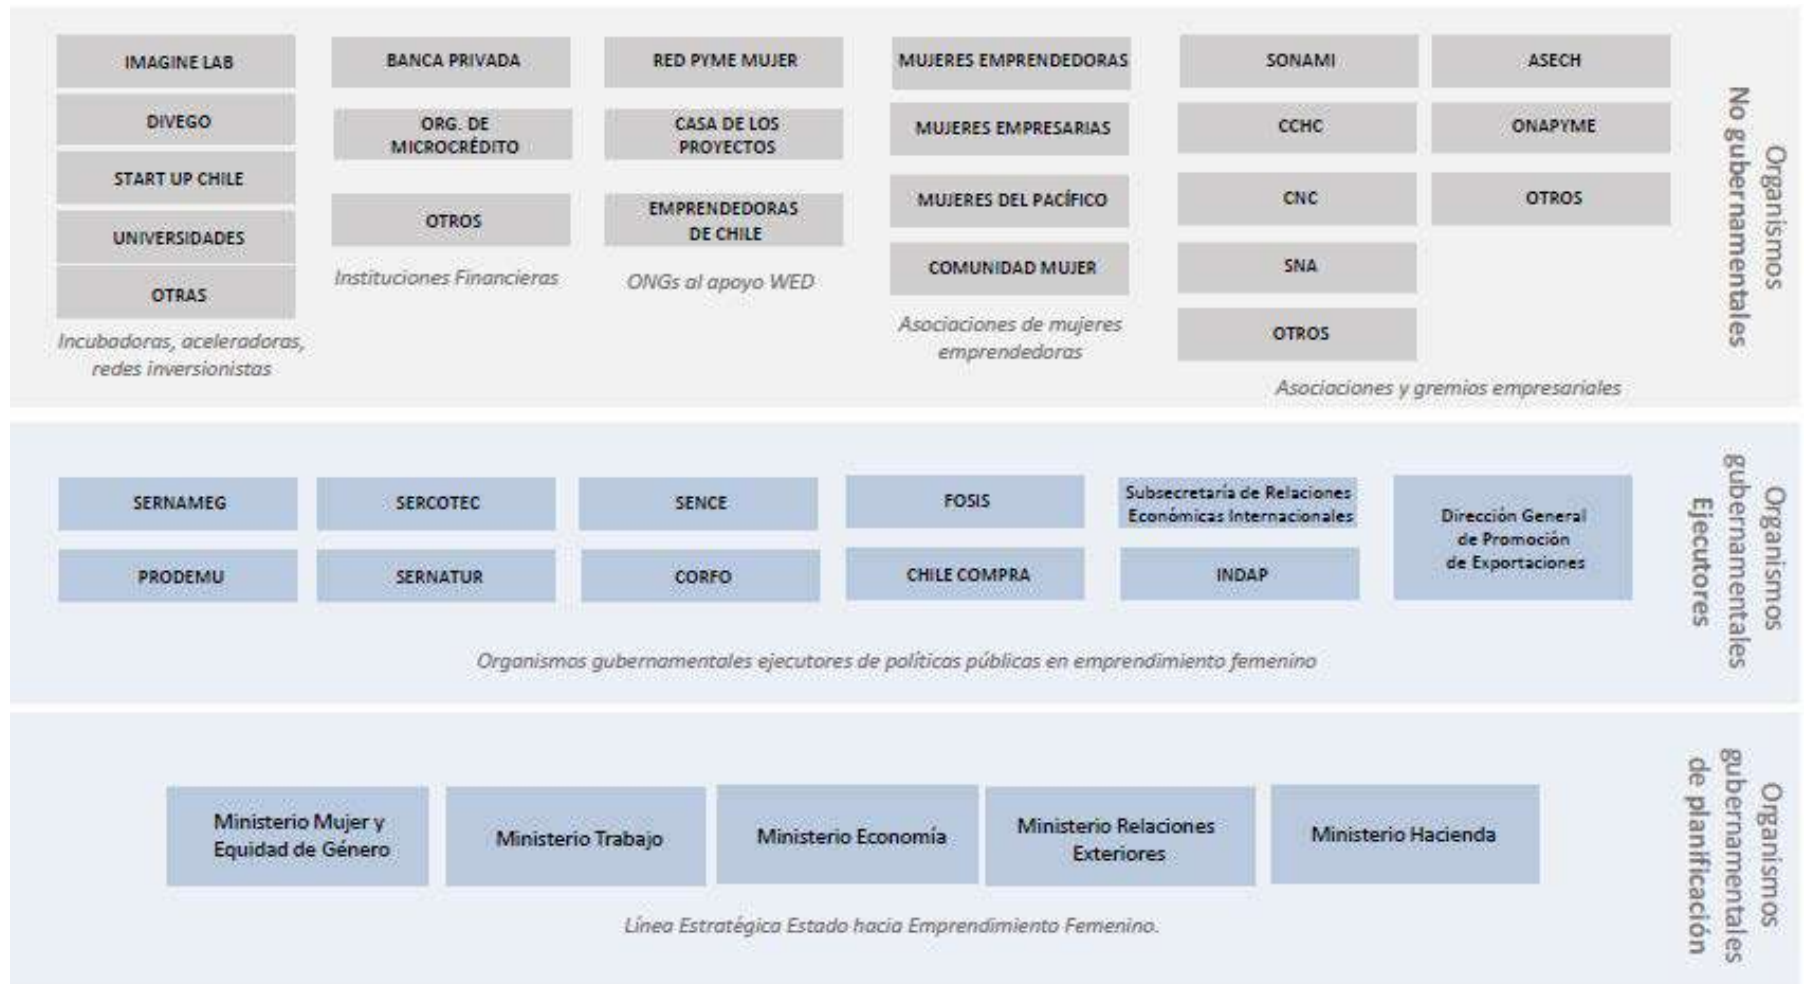 IMAGINE LAB
DIVEGO
START UP CHILE
UNIVERSIDADES
OTRAS
Incubadoras, aceleradoras,
redes inversionistas
BANCA PRIVADA
ORG. DE
MICROCRÉDITO
OTROS
Instituciones Financieras
RED PYME MUJER
CASA DE LOS
PROYECTOS
EMPRENDEDORAS
DE CHILE
ONGs al apoyo WED
MUJERES EMPRENDEDORAS
MUJERES EMPRESARIAS
MUJERES DEL PACÍFICO
COMUNIDAD MUJER
Asociaciones de mujeres
emprendedoras
SONAMI
CCHC
CNC
SNA
OTROS
ASECH
ONAPYME
OTROS
Asociaciones y gremios empresariales
Organismos
No gubernamentales
SERNAMEG
SERCOTEC
SENCE
FOSIS
Subsecretaría de Relaciones
Económicas Internacionales
Dirección General
de Promoción
de Exportaciones
PRODEMU
SERNATUR
CORFO
CHILE COMPRA
INDAP
Organismos gubernamentales ejecutores de políticas públicas en emprendimiento femenino
Organismos
gubernamentales
Ejecutores
Ministerio Mujer y
Equidad de Género
Ministerio Trabajo
Ministerio Economía
Ministerio Relaciones
Exteriores
Ministerio Hacienda
Línea Estratégica Estado hacia Emprendimiento Femenino.
Organismos
gubernamentales
de planificación